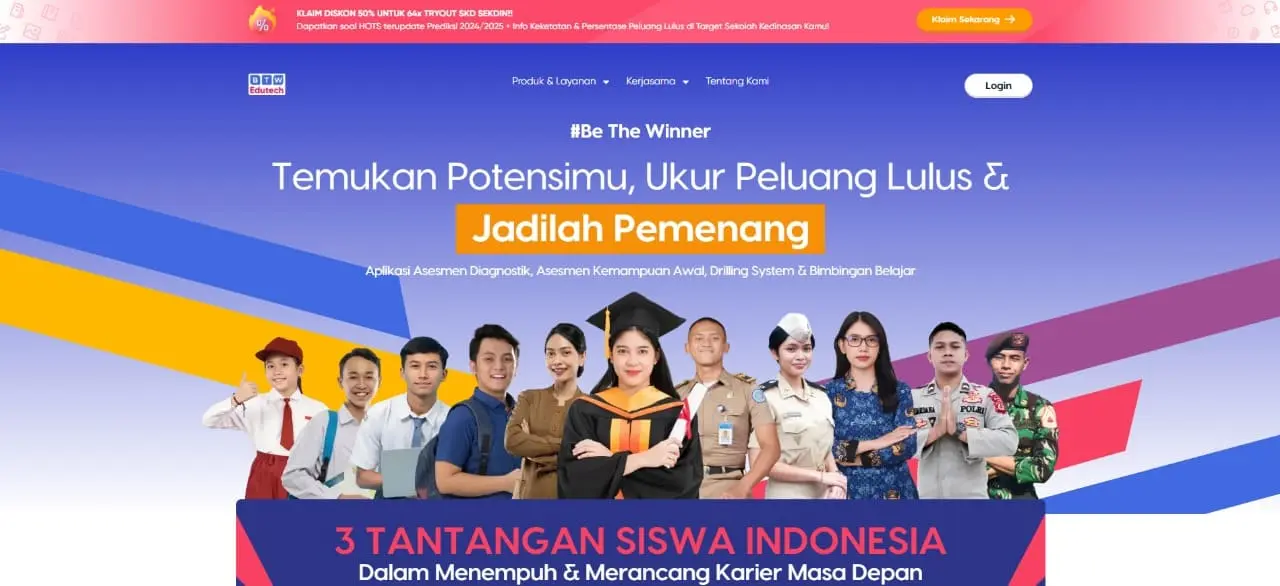 %
KLAIM DISKON 50% UNTUK 64x TRYOUT SKD SEKDIN!!
Dapatkan soal HOTS terupdate Prediksi 2024/2025 + Info Keketatan & Persentase Peluang Lulus di Target Sekolah Kedinasan Kamu!
Klaim Sekarang →
BTW
Edutech
Produk & Layanan
Kerjasama
Tentang Kami
Login
#Be The Winner
Temukan Potensimu, Ukur Peluang Lulus &
Jadilah Pemenang
Aplikasi Asesmen Diagnostik, Asesmen Kemampuan Awal, Drilling System & Bimbingan Belajar
POLRI
3 TANTANGAN SISWA INDONESIA
Dalam Menempuh & Merancang Karier Masa Depan